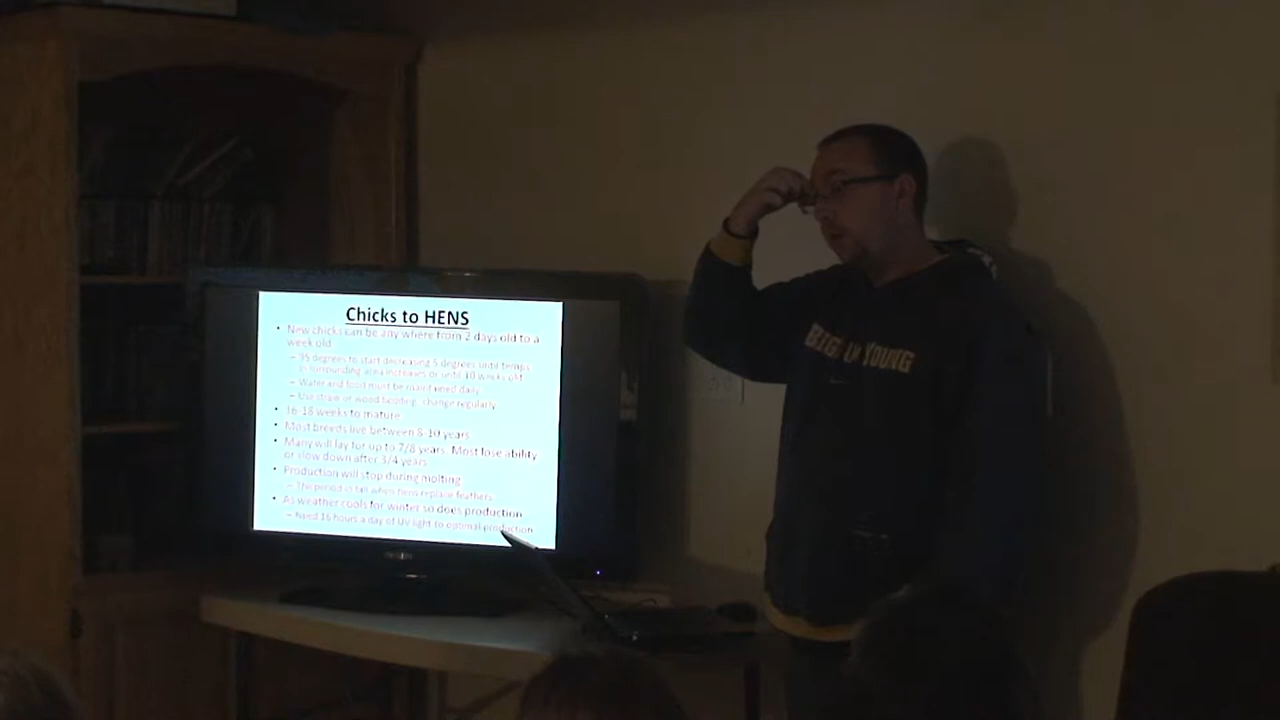 Chicks to HENS
• New chicks can be any where from 2 days old to a
week old
– 95 degrees to start decreasing 5 degrees until temps
in surrounding area increases or until 10 weeks old
– Water and food must be maintained daily
– Use straw or wood bedding, change regularly
• 16-18 weeks to mature
• Most breeds live between 8-10 years
• Many will lay for up to 7/8 years. Most lose ability
or slow down after 3/4 years
• Production will stop during molting
– The period in fall when hens replace feathers
• As weather cools for winter so does production
– Need 16 hours a day of UV light to optimal production
BRIGHAM YOUNG